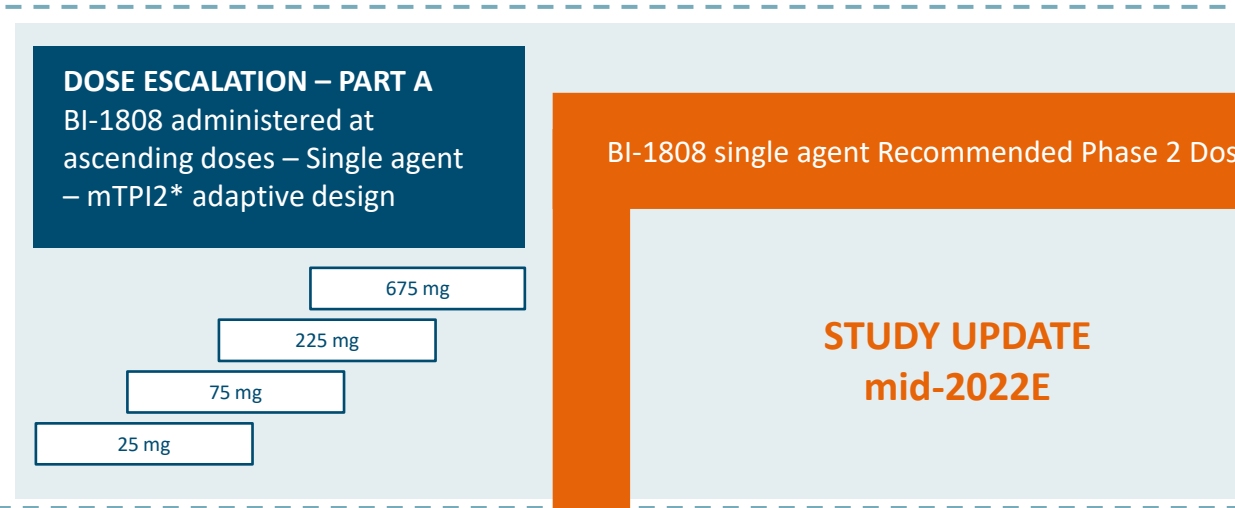 DOSE ESCALATION – PART A
BI-1808 administered at
ascending doses – Single agent
– mTPI2* adaptive design
675 mg
225 mg
75 mg
25 mg
BI-1808 single agent Recommended Phase 2 Dos
STUDY UPDATE
mid-2022E